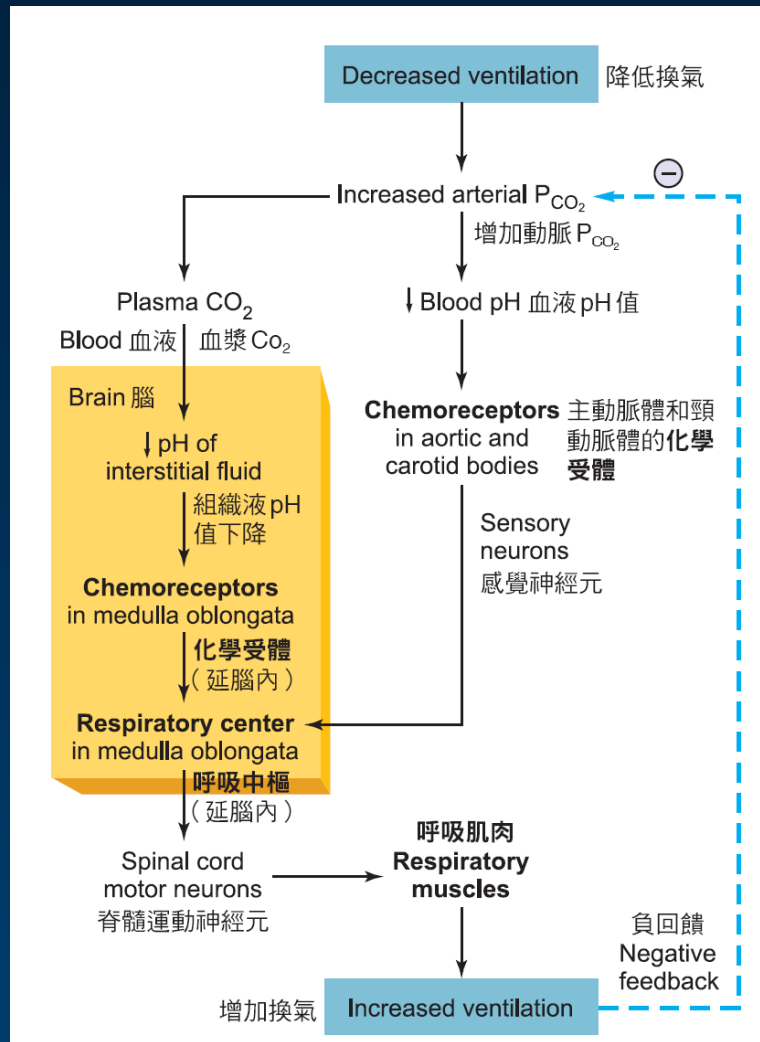 Decreased ventilation 降低換氣
−
Increased arterial PCO2
增加動脈 PCO2
Plasma CO2
Blood 血液 血漿 Co2
↓ Blood pH 血液 pH 值
Brain 腦
↓ pH of
interstitial fluid
組織液 pH
值下降
Chemoreceptors
in medulla oblongata
化學受體
(延腦內)
Respiratory center
in medulla oblongata
呼吸中樞
(延腦內)
Chemoreceptors 主動脈體和頸
in aortic and 動脈體的化學
carotid bodies 受體
Sensory
neurons
感覺神經元
Spinal cord
motor neurons
脊髓運動神經元
呼吸肌肉
Respiratory
muscles
負回饋
Negative
feedback
增加換氣 Increased ventilation